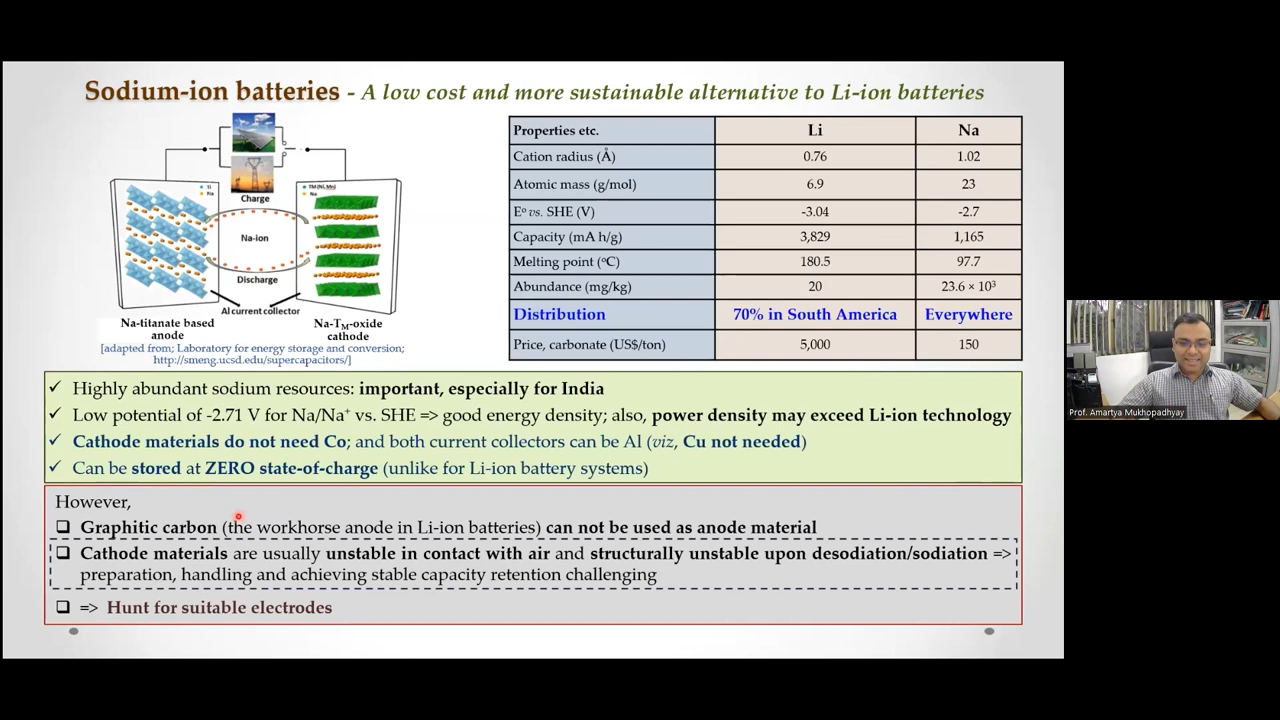 Sodium-ion batteries - A low cost and more sustainable alternative to Li-ion batteries
Ti
Na
TM(Ni, Mn)
Na
Charge
Na-ion
Discharge
Al current collector
Na-titanate based
anode
Na-TM-oxide
cathode
[adapted from; Laboratory for energy storage and conversion;
http://smeng.ucsd.edu/supercapacitors/]
Properties etc. Li Na
Cation radius (Å) 0.76 1.02
Atomic mass (g/mol) 6.9 23
Eº vs. SHE (V) -3.04 -2.7
Capacity (mA h/g) 3,829 1,165
Melting point (ºC) 180.5 97.7
Abundance (mg/kg) 20 23.6 × 10³
Distribution 70% in South America Everywhere
Price, carbonate (US$/ton) 5,000 150
✓ Highly abundant sodium resources: important, especially for India
✓ Low potential of -2.71 V for Na/Na⁺ vs. SHE => good energy density; also, power density may exceed Li-ion technology
✓ Cathode materials do not need Co; and both current collectors can be Al (viz, Cu not needed)
✓ Can be stored at ZERO state-of-charge (unlike for Li-ion battery systems)
However,
❑ Graphitic carbon (the workhorse anode in Li-ion batteries) can not be used as anode material
❑ Cathode materials are usually unstable in contact with air and structurally unstable upon desodiation/sodiation =>
preparation, handling and achieving stable capacity retention challenging
❑ => Hunt for suitable electrodes
Prof. Amartya Mukhopadhyay